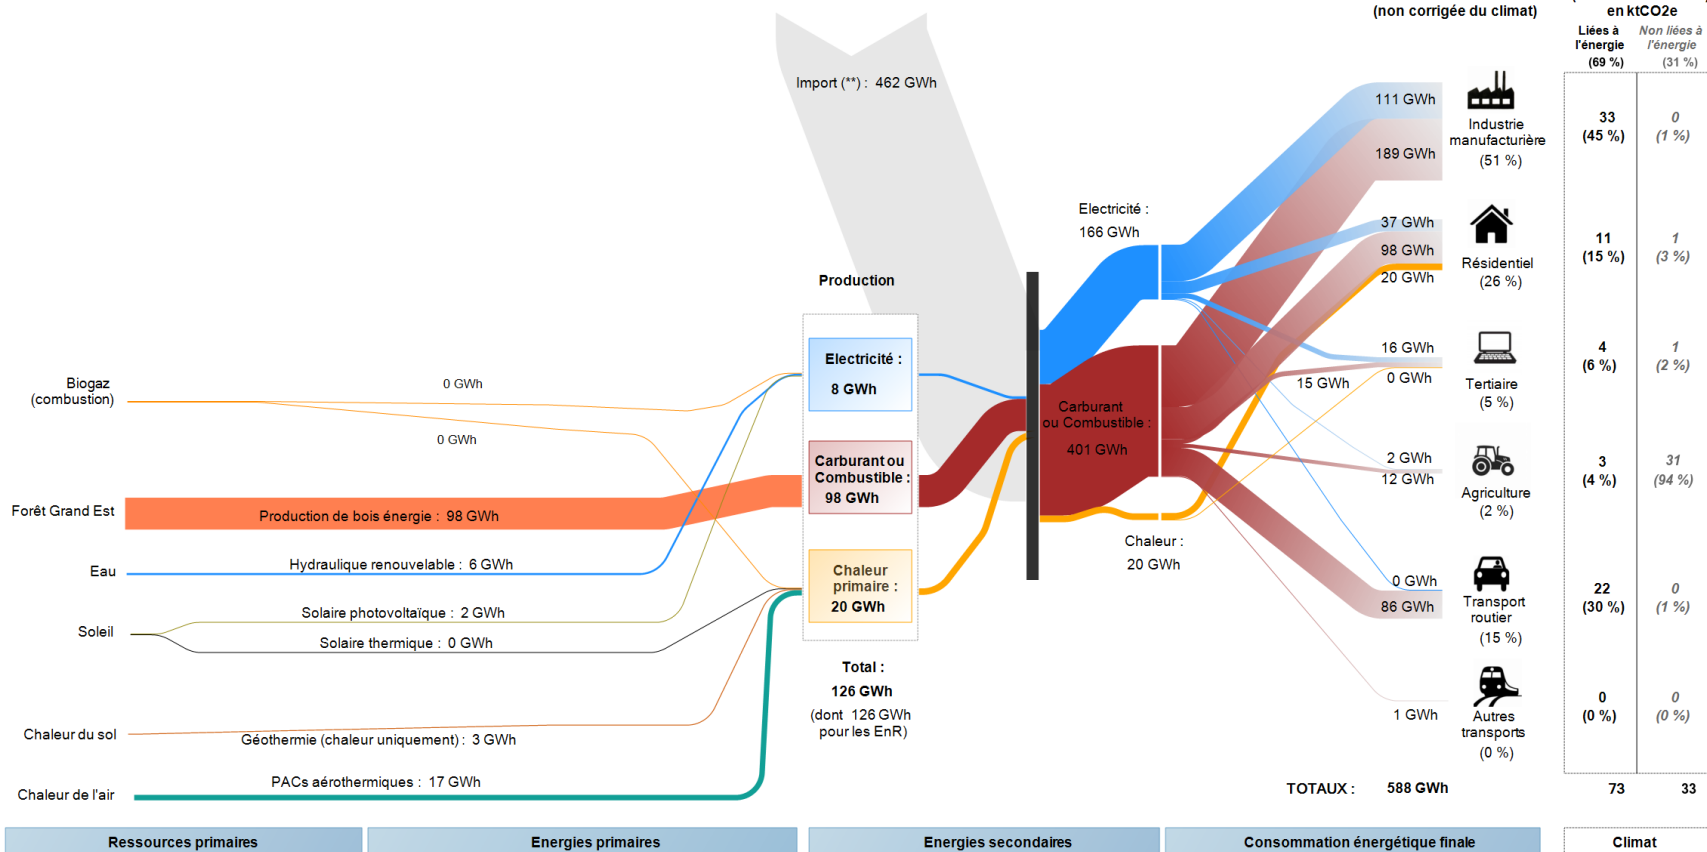 (non corrigée du climat)
en ktCO2e
Liées à
l'énergie
(69 %)
Non liées à
l'énergie
(31 %)
Import (**) : 462 GWh
111 GWh
189 GWh
Industrie
manufacturière
(51 %)
33
(45 %)
0
(1 %)
Electricité :
166 GWh
37 GWh
98 GWh
20 GWh
Résidentiel
(26 %)
11
(15 %)
1
(3 %)
Production
Electricité :
8 GWh
16 GWh
15 GWh
0 GWh
Tertiaire
(5 %)
4
(6 %)
1
(2 %)
Biogaz
(combustion)
0 GWh
0 GWh
Carburant
ou Combustible :
401 GWh
Carburant ou
Combustible :
98 GWh
2 GWh
12 GWh
Agriculture
(2 %)
3
(4 %)
31
(94 %)
Forêt Grand Est
Production de bois énergie : 98 GWh
Eau
Hydraulique renouvelable : 6 GWh
Chaleur
primaire :
20 GWh
Chaleur :
20 GWh
0 GWh
86 GWh
Transport
routier
(15 %)
22
(30 %)
0
(1 %)
Soleil
Solaire photovoltaïque : 2 GWh
Solaire thermique : 0 GWh
Total :
126 GWh
(dont 126 GWh
pour les EnR)
1 GWh
Autres
transports
(0 %)
0
(0 %)
0
(0 %)
Chaleur du sol
Géothermie (chaleur uniquement) : 3 GWh
Chaleur de l'air
PACs aérothermiques : 17 GWh
TOTAUX : 588 GWh
73
33
Ressources primaires
Energies primaires
Energies secondaires
Consommation énergétique finale
Climat